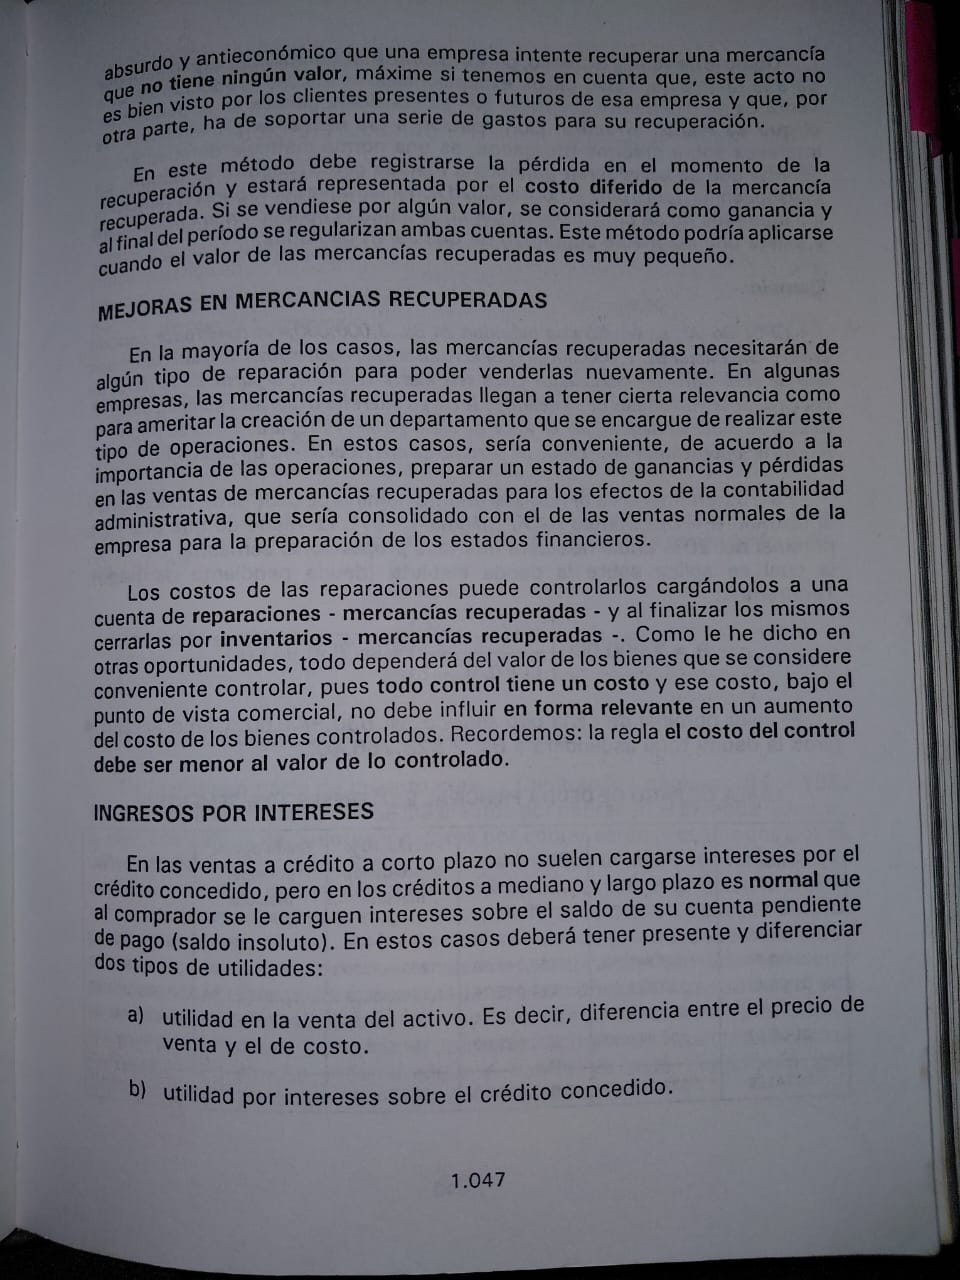 absurdo y antieconómico que una empresa intente recuperar una mercancía
que no tiene ningún valor, máxime si tenemos en cuenta que, este acto no
es bien visto por los clientes presentes o futuros de esa empresa y que, por
otra parte, ha de soportar una serie de gastos para su recuperación.
En este método debe registrarse la pérdida en el momento de la
recuperación y estará representada por el costo diferido de la mercancía
recuperada. Si se vendiese por algún valor, se considerará como ganancia y
al final del período se regularizan ambas cuentas. Este método podría aplicarse
cuando el valor de las mercancías recuperadas es muy pequeño.
MEJORAS EN MERCANCIAS RECUPERADAS
En la mayoría de los casos, las mercancías recuperadas necesitarán de
algún tipo de reparación para poder venderlas nuevamente. En algunas
empresas, las mercancías recuperadas llegan a tener cierta relevancia como
para ameritar la creación de un departamento que se encargue de realizar este
tipo de operaciones. En estos casos, sería conveniente, de acuerdo a la
importancia de las operaciones, preparar un estado de ganancias y pérdidas
en las ventas de mercancías recuperadas para los efectos de la contabilidad
administrativa, que sería consolidado con el de las ventas normales de la
empresa para la preparación de los estados financieros.
Los costos de las reparaciones puede controlarlos cargándolos a una
cuenta de reparaciones - mercancías recuperadas - y al finalizar los mismos
cerrarlas por inventarios - mercancías recuperadas -. Como le he dicho en
otras oportunidades, todo dependerá del valor de los bienes que se considere
conveniente controlar, pues todo control tiene un costo y ese costo, bajo el
punto de vista comercial, no debe influir en forma relevante en un aumento
del costo de los bienes controlados. Recordemos: la regla el costo del control
debe ser menor al valor de lo controlado.
INGRESOS POR INTERESES
En las ventas a crédito a corto plazo no suelen cargarse intereses por el
crédito concedido, pero en los créditos a mediano y largo plazo es normal que
al comprador se le carguen intereses sobre el saldo de su cuenta pendiente
de pago (saldo insoluto). En estos casos deberá tener presente y diferenciar
dos tipos de utilidades:
a) utilidad en la venta del activo. Es decir, diferencia entre el precio de
venta y el de costo.
b) utilidad por intereses sobre el crédito concedido.
1.047